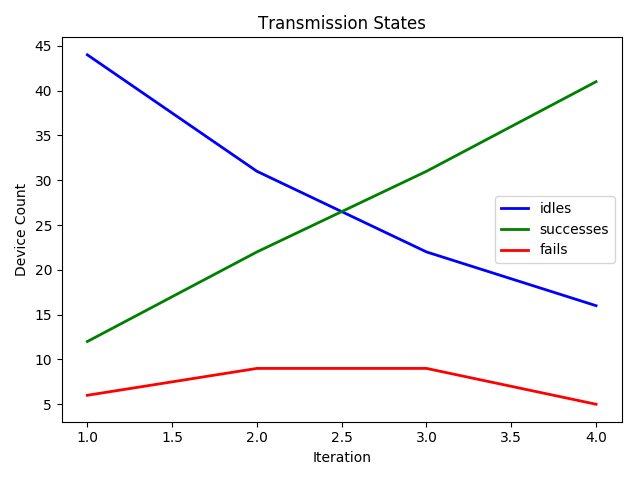 Transmission States
Device Count
45
40
35
30
25
20
15
10
5
idles
successes
fails
1.0 1.5 2.0 2.5 3.0 3.5 4.0
Iteration